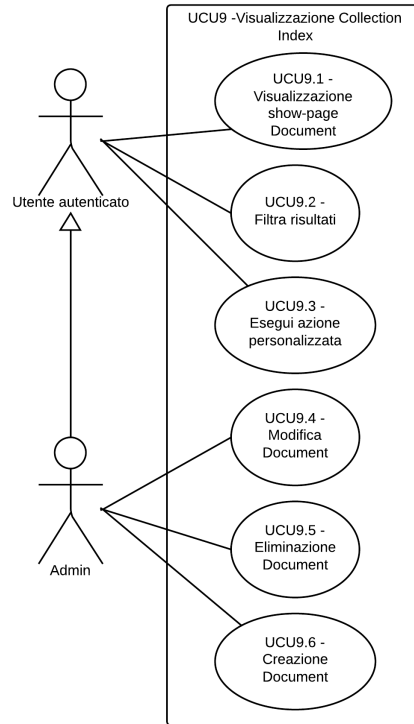 UCU9 -Visualizzazione Collection
Index
UCU9.1 -
Visualizzazione
show-page
Document
Utente autenticato
UCU9.2 -
Filtra risultati
UCU9.3 -
Esegui azione
personalizzata
UCU9.4 -
Modifica
Document
UCU9.5 -
Eliminazione
Document
Admin
UCU9.6 -
Creazione
Document